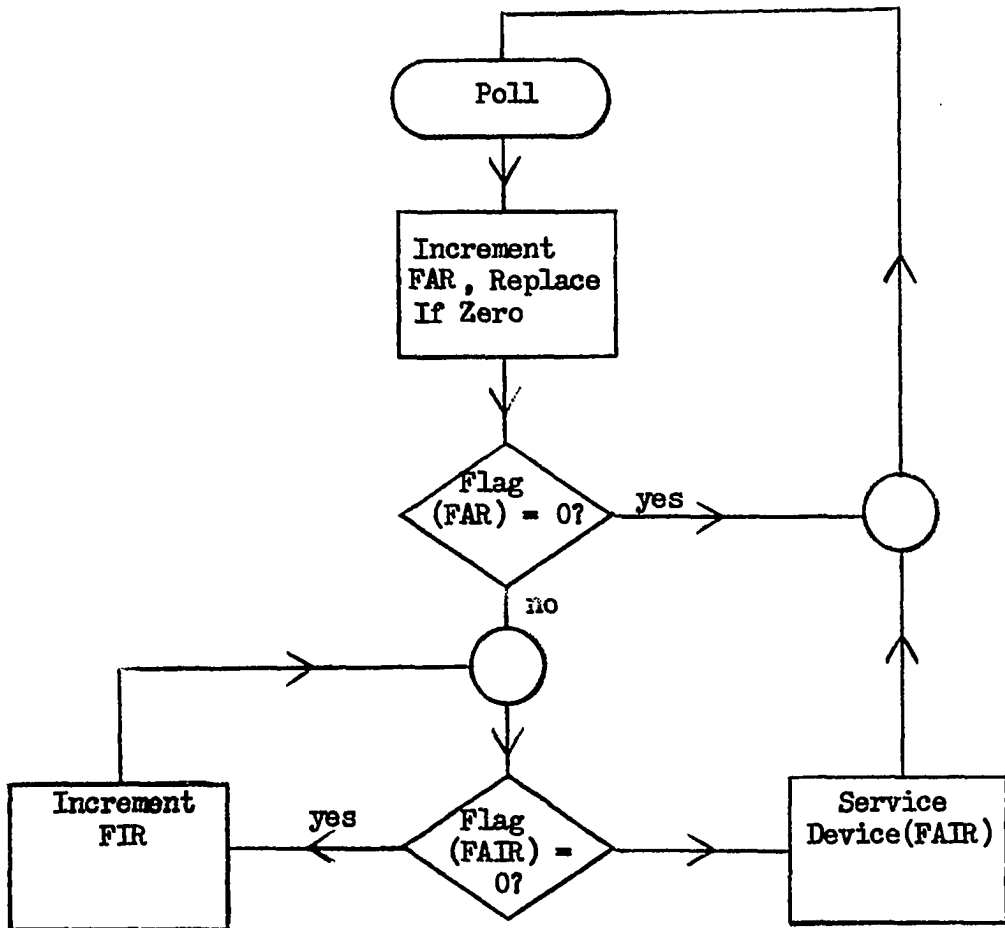 Poll
Increment
FAR, Replace
If Zero
Flag
(FAR) = 0?
yes
no
Increment
FIR
yes
Flag
(FAIR) =
0?
Service
Device(FAIR)